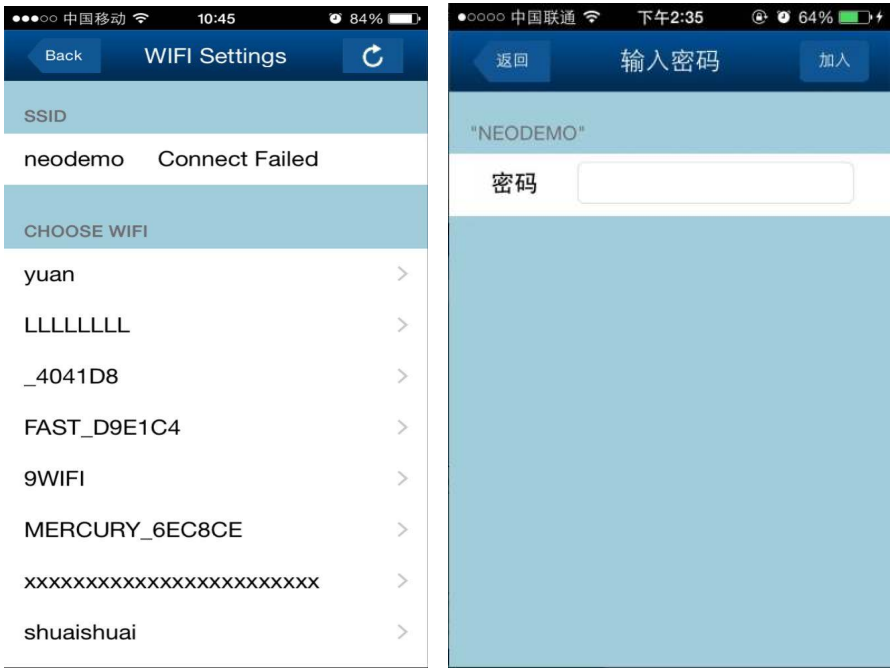 中国移动 10:45 84%
Back WIFI Settings
SSID
neodemo Connect Failed
CHOOSE WIFI
yuan
LLLLLLLL
_4041D8
FAST_D9E1C4
9WIFI
MERCURY_6EC8CE
xxxxxxxxxxxxxxxxxxxxxxxx
shuaishuai
中国联通 下午2:35 64%
返回 输入密码 加入
"NEODEMO"
密码